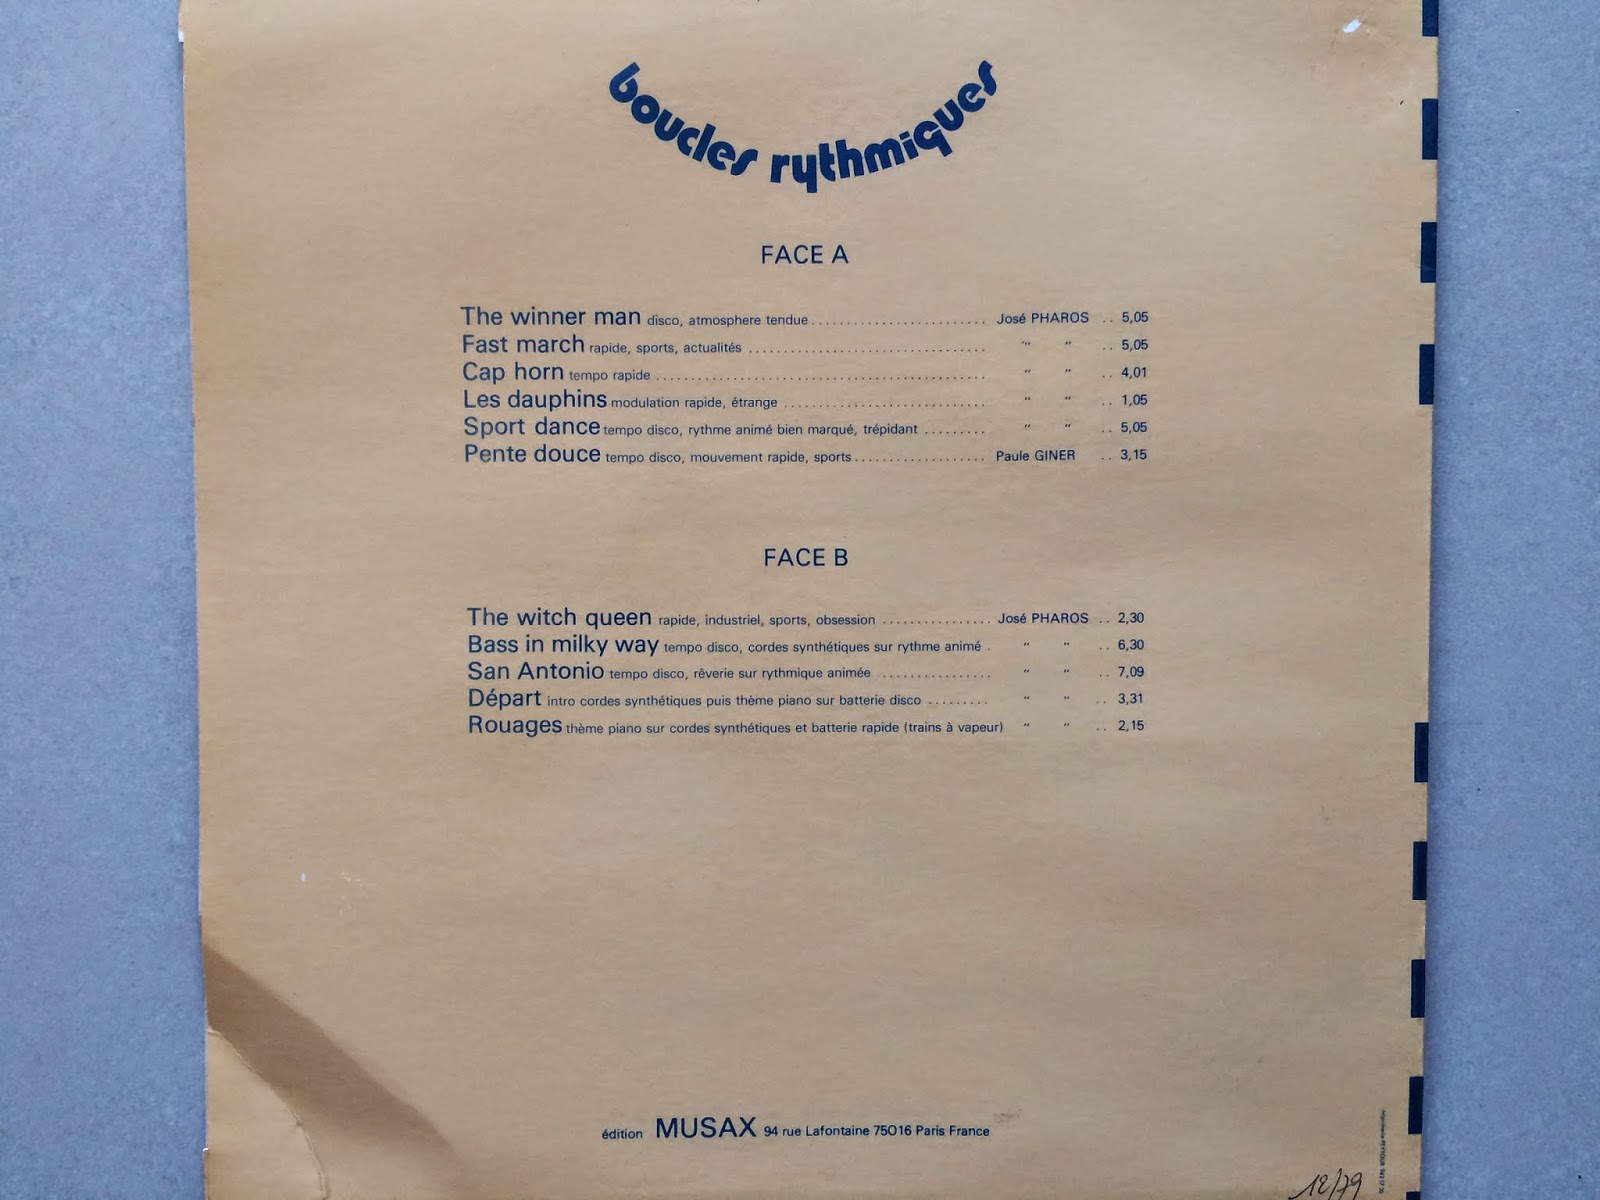 boucles rythmiques
FACE A
The winner man disco, atmosphere tendue ........................ José PHAROS .. 5,05
Fast march rapide, sports, actualités .................................. " " .. 5,05
Cap horn tempo rapide ................................................ " " .. 4,01
Les dauphins modulation rapide, étrange ............................. " " .. 1,05
Sport dance tempo disco, rythme animé bien marqué, trépidant ......... " " .. 5,05
Pente douce tempo disco, mouvement rapide, sports ................... Paule GINER .. 3,15
FACE B
The witch queen rapide, industriel, sports, obsession ................ José PHAROS .. 2,30
Bass in milky way tempo disco, cordes synthétiques sur rythme animé . " " .. 6,30
San Antonio tempo disco, rêverie sur rythmique animée ................. " " .. 7,09
Départ intro cordes synthétiques puis thème piano sur batterie disco ......... " " .. 3,31
Rouages thème piano sur cordes synthétiques et batterie rapide (trains à vapeur) " " .. 2,15
édition MUSAX 94 rue Lafontaine 75016 Paris France
12/79